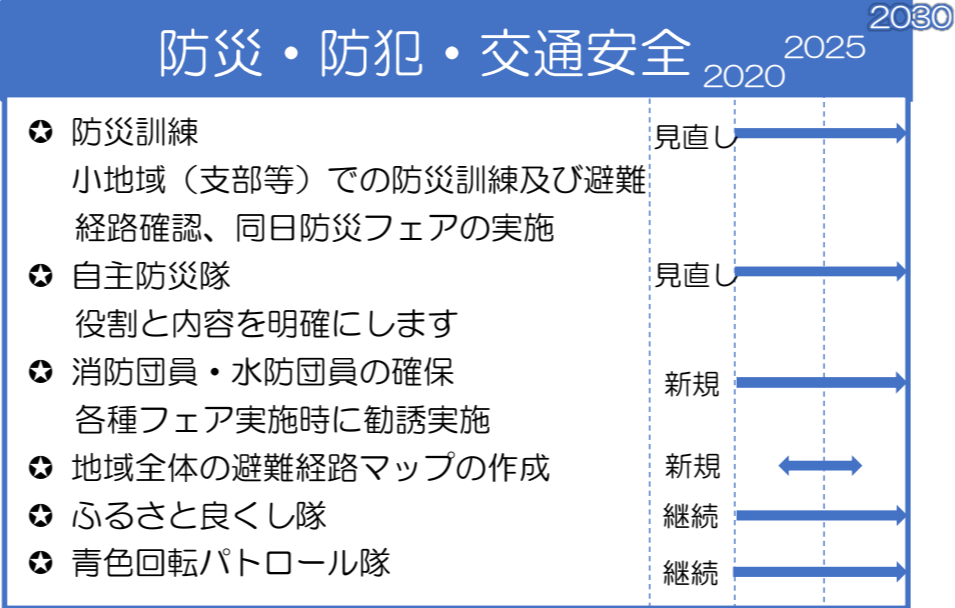 防災・防犯・交通安全 2020 2025 2030
✪ 防災訓練 見直し
小地域（支部等）での防災訓練及び避難
経路確認、同日防災フェアの実施
✪ 自主防災隊 見直し
役割と内容を明確にします
✪ 消防団員・水防団員の確保 新規
各種フェア実施時に勧誘実施
✪ 地域全体の避難経路マップの作成 新規
✪ ふるさと良くし隊 継続
✪ 青色回転パトロール隊 継続